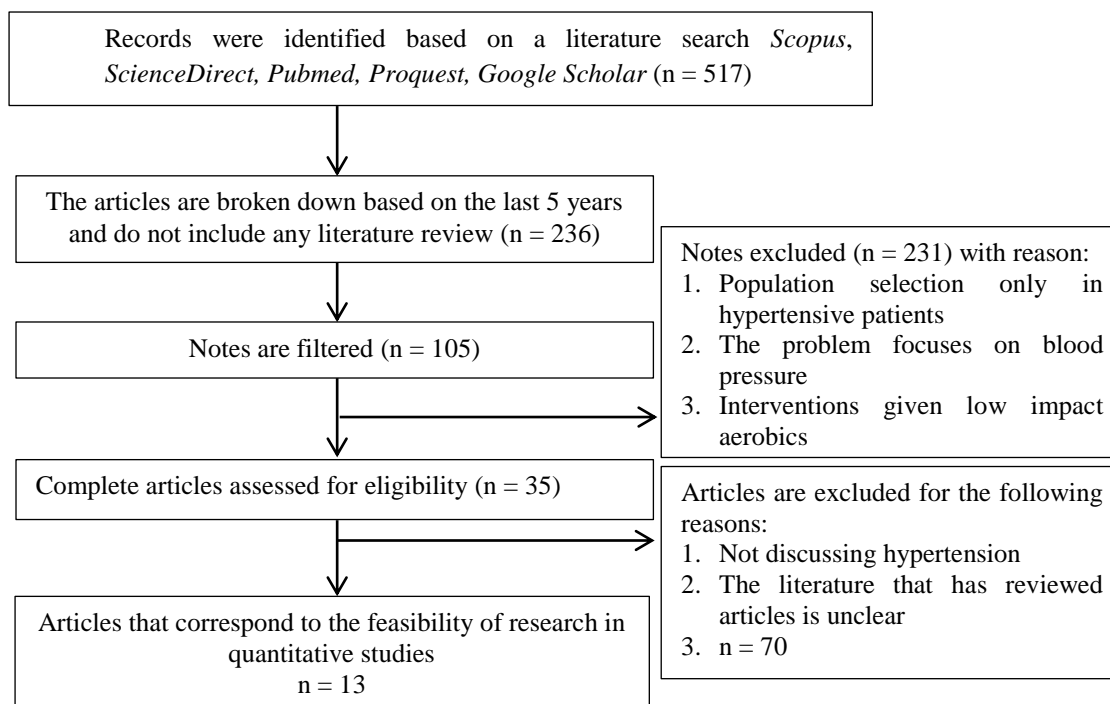 Records were identified based on a literature search Scopus,
ScienceDirect, Pubmed, Proquest, Google Scholar (n = 517)
The articles are broken down based on the last 5 years
and do not include any literature review (n = 236)
Notes excluded (n = 231) with reason:
1. Population selection only in
hypertensive patients
2. The problem focuses on blood
pressure
3. Interventions given low impact
aerobics
Notes are filtered (n = 105)
Complete articles assessed for eligibility (n = 35)
Articles are excluded for the following
reasons:
1. Not discussing hypertension
2. The literature that has reviewed
articles is unclear
3. n = 70
Articles that correspond to the feasibility of research in
quantitative studies
n = 13